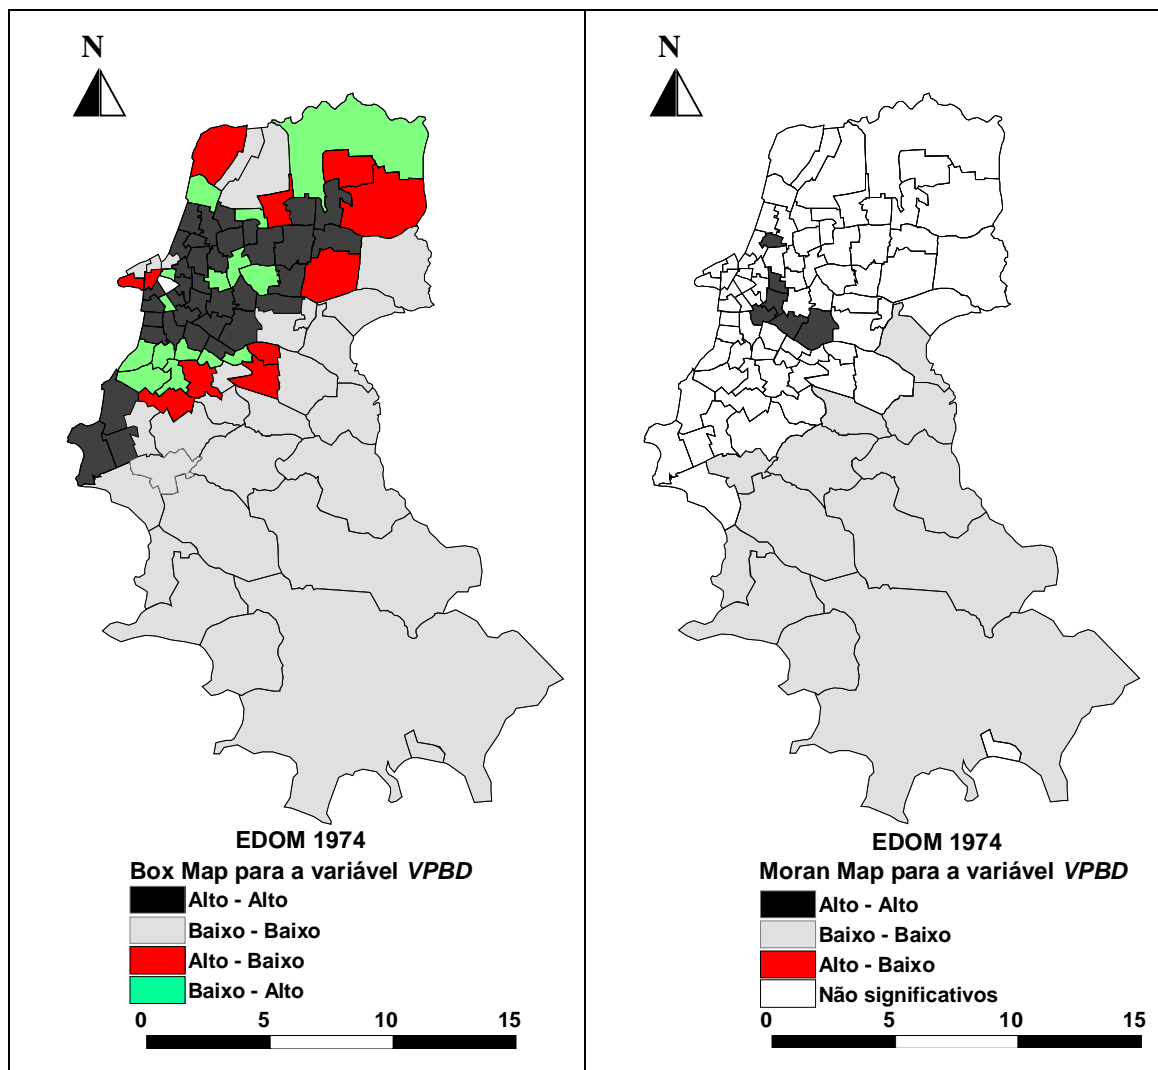 N
EDOM 1974
Box Map para a variável VPBD
Alto - Alto
Baixo - Baixo
Alto - Baixo
Baixo - Alto
0 5 10 15
N
EDOM 1974
Moran Map para a variável VPBD
Alto - Alto
Baixo - Baixo
Alto - Baixo
Não significativos
0 5 10 15